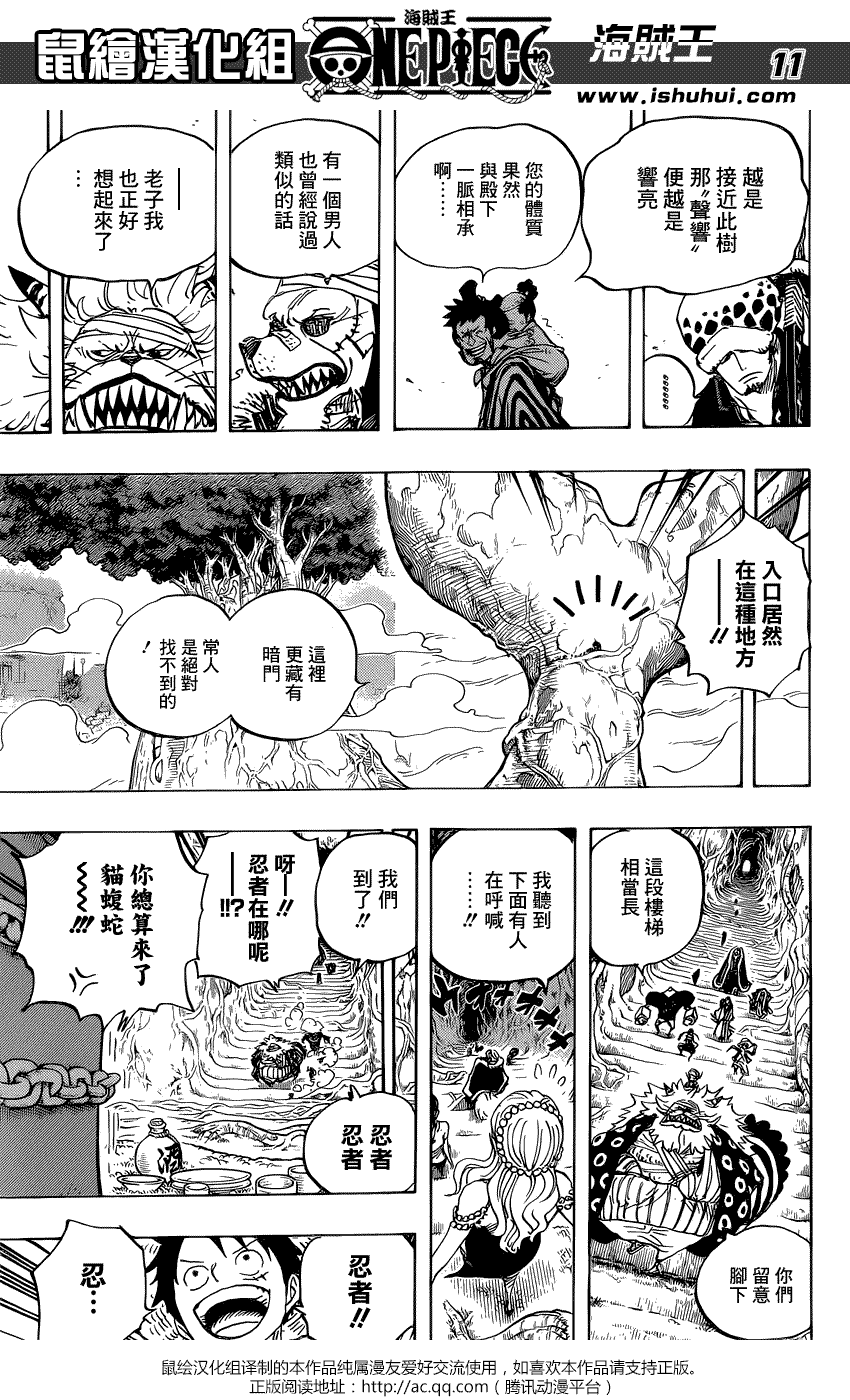 鼠繪漢化組
海賊王
ONE PIECE
海賊王
www.ishuhui.com
11
越是
接近此樹
那〝聲響〞
便越是
響亮
………
您的體質
果然
與殿下
一脈相承
啊……
有一個男人
也曾經說過
類似的話
——
老子我
也正好
想起來了
…
入口居然
在這種地方
——!!
這裡
更藏有
暗門
常人
是絕對
找不到的
!
這段樓梯
相當長
你們
留意
腳下
我聽到
下面有人
在呼喊
……!!
我們
到了!!
呀—!!
忍者在哪呢
——!!?
你總算來了
貓蝮蛇
~~~!!!
酒
忍者
忍者
忍者!!
忍…
鼠绘汉化组译制的本作品纯属漫友爱好交流使用，如喜欢本作品请支持正版。
正版阅读地址：http://ac.qq.com（腾讯动漫平台）